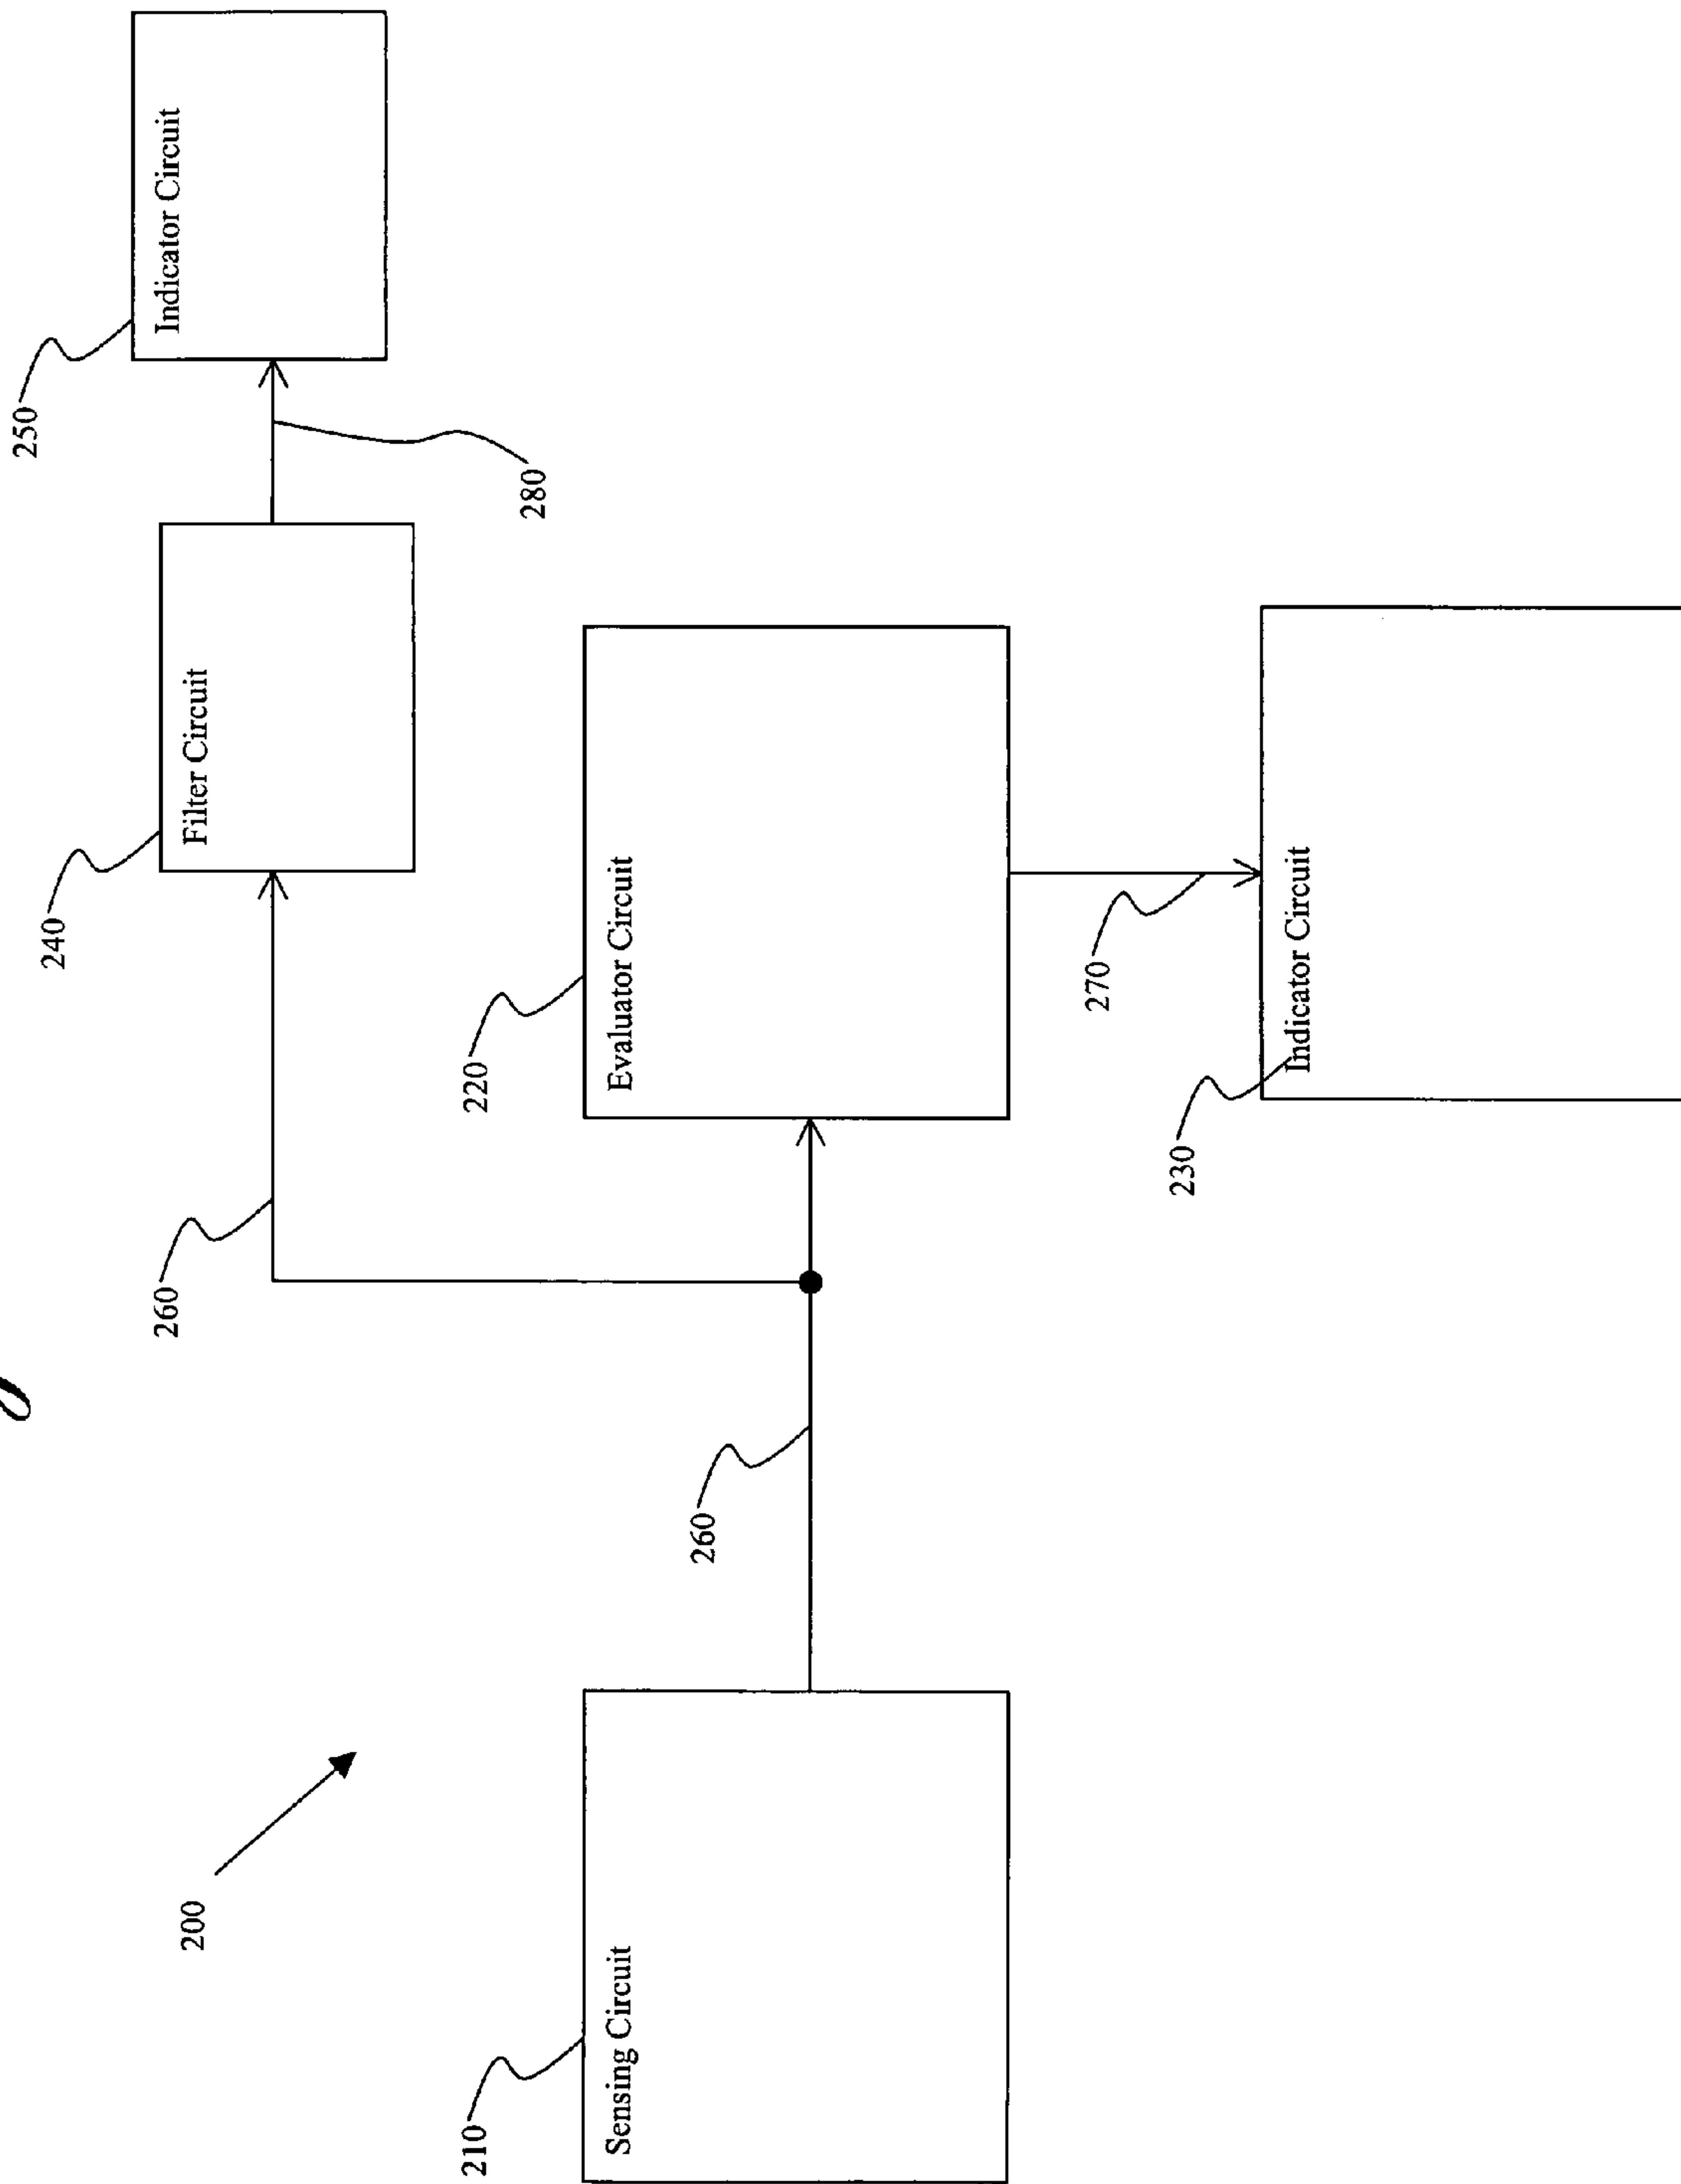 200
210
Sensing Circuit
260
260
220
Evaluator Circuit
240
Filter Circuit
250
Indicator Circuit
280
270
230
Indicator Circuit